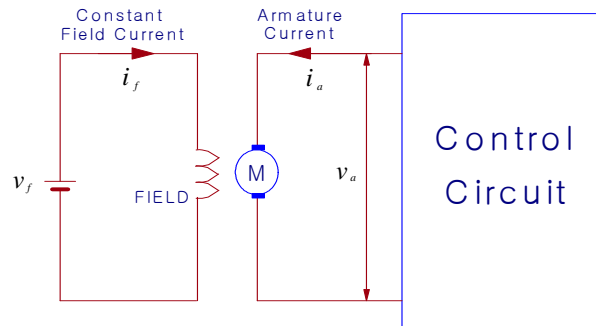 Constant
Field Current
i_f
Armature
Current
i_a
v_f
FIELD
M
v_a
Control
Circuit